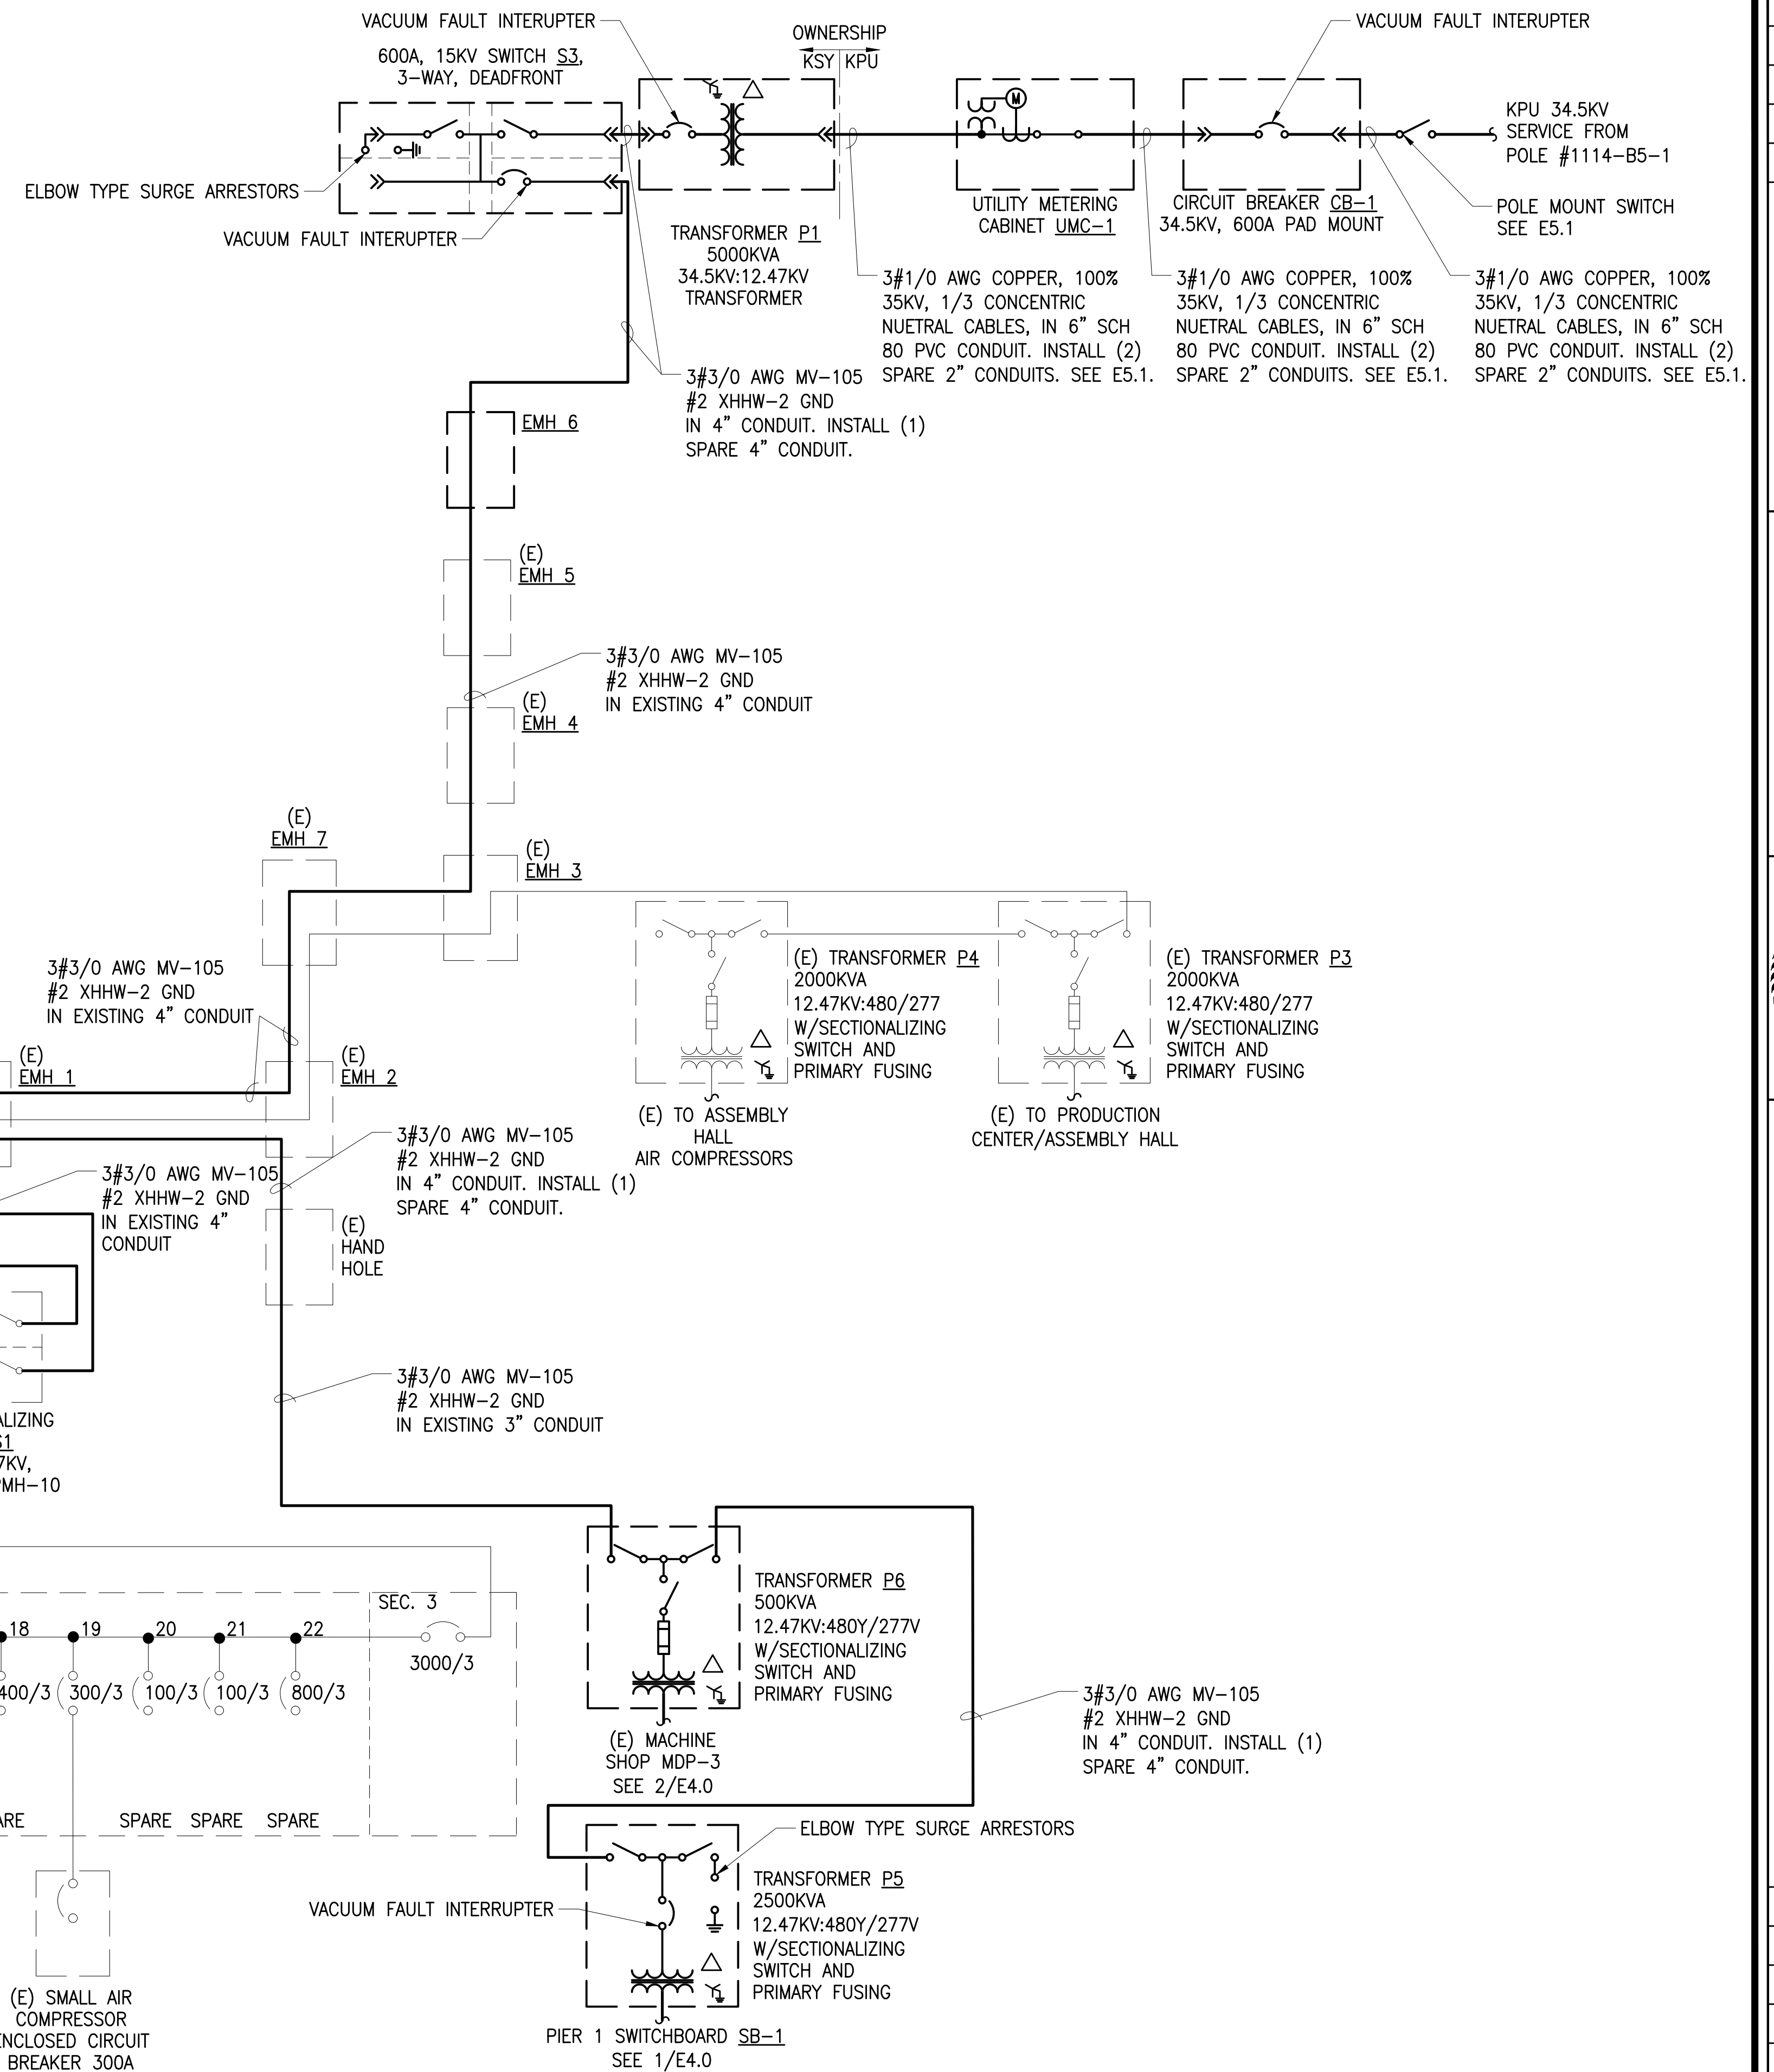 VACUUM FAULT INTERUPTER
600A, 15KV SWITCH S3,
3-WAY, DEADFRONT
OWNERSHIP
KSY KPU
VACUUM FAULT INTERUPTER
KPU 34.5KV
SERVICE FROM
POLE #1114-B5-1
M
ELBOW TYPE SURGE ARRESTORS
VACUUM FAULT INTERUPTER
TRANSFORMER P1
5000KVA
34.5KV:12.47KV
TRANSFORMER
UTILITY METERING
CABINET UMC-1
CIRCUIT BREAKER CB-1
34.5KV, 600A PAD MOUNT
POLE MOUNT SWITCH
SEE E5.1
3#1/0 AWG COPPER, 100%
35KV, 1/3 CONCENTRIC
NUETRAL CABLES, IN 6" SCH
80 PVC CONDUIT. INSTALL (2)
SPARE 2" CONDUITS. SEE E5.1.
3#1/0 AWG COPPER, 100%
35KV, 1/3 CONCENTRIC
NUETRAL CABLES, IN 6" SCH
80 PVC CONDUIT. INSTALL (2)
SPARE 2" CONDUITS. SEE E5.1.
3#1/0 AWG COPPER, 100%
35KV, 1/3 CONCENTRIC
NUETRAL CABLES, IN 6" SCH
80 PVC CONDUIT. INSTALL (2)
SPARE 2" CONDUITS. SEE E5.1.
3#3/0 AWG MV-105
#2 XHHW-2 GND
IN 4" CONDUIT. INSTALL (1)
SPARE 4" CONDUIT.
EMH 6
(E)
EMH 5
3#3/0 AWG MV-105
#2 XHHW-2 GND
IN EXISTING 4" CONDUIT
(E)
EMH 4
(E)
EMH 7
(E)
EMH 3
3#3/0 AWG MV-105
#2 XHHW-2 GND
IN EXISTING 4" CONDUIT
(E) TRANSFORMER P4
2000KVA
12.47KV:480/277
W/SECTIONALIZING
SWITCH AND
PRIMARY FUSING
(E) TRANSFORMER P3
2000KVA
12.47KV:480/277
W/SECTIONALIZING
SWITCH AND
PRIMARY FUSING
(E)
EMH 1
(E)
EMH 2
(E) TO ASSEMBLY
HALL
AIR COMPRESSORS
(E) TO PRODUCTION
CENTER/ASSEMBLY HALL
3#3/0 AWG MV-105
#2 XHHW-2 GND
IN 4" CONDUIT. INSTALL (1)
SPARE 4" CONDUIT.
3#3/0 AWG MV-105
#2 XHHW-2 GND
IN EXISTING 4"
CONDUIT
(E)
HAND
HOLE
3#3/0 AWG MV-105
#2 XHHW-2 GND
IN EXISTING 3" CONDUIT
ALIZING
S1
7KV,
PMH-10
SEC. 3
18 19 20 21 22
3000/3
400/3 300/3 100/3 100/3 800/3
TRANSFORMER P6
500KVA
12.47KV:480Y/277V
W/SECTIONALIZING
SWITCH AND
PRIMARY FUSING
(E) MACHINE
SHOP MDP-3
SEE 2/E4.0
3#3/0 AWG MV-105
#2 XHHW-2 GND
IN 4" CONDUIT. INSTALL (1)
SPARE 4" CONDUIT.
ARE SPARE SPARE SPARE
ELBOW TYPE SURGE ARRESTORS
VACUUM FAULT INTERRUPTER
TRANSFORMER P5
2500KVA
12.47KV:480Y/277V
W/SECTIONALIZING
SWITCH AND
PRIMARY FUSING
(E) SMALL AIR
COMPRESSOR
ENCLOSED CIRCUIT
BREAKER 300A
PIER 1 SWITCHBOARD SB-1
SEE 1/E4.0